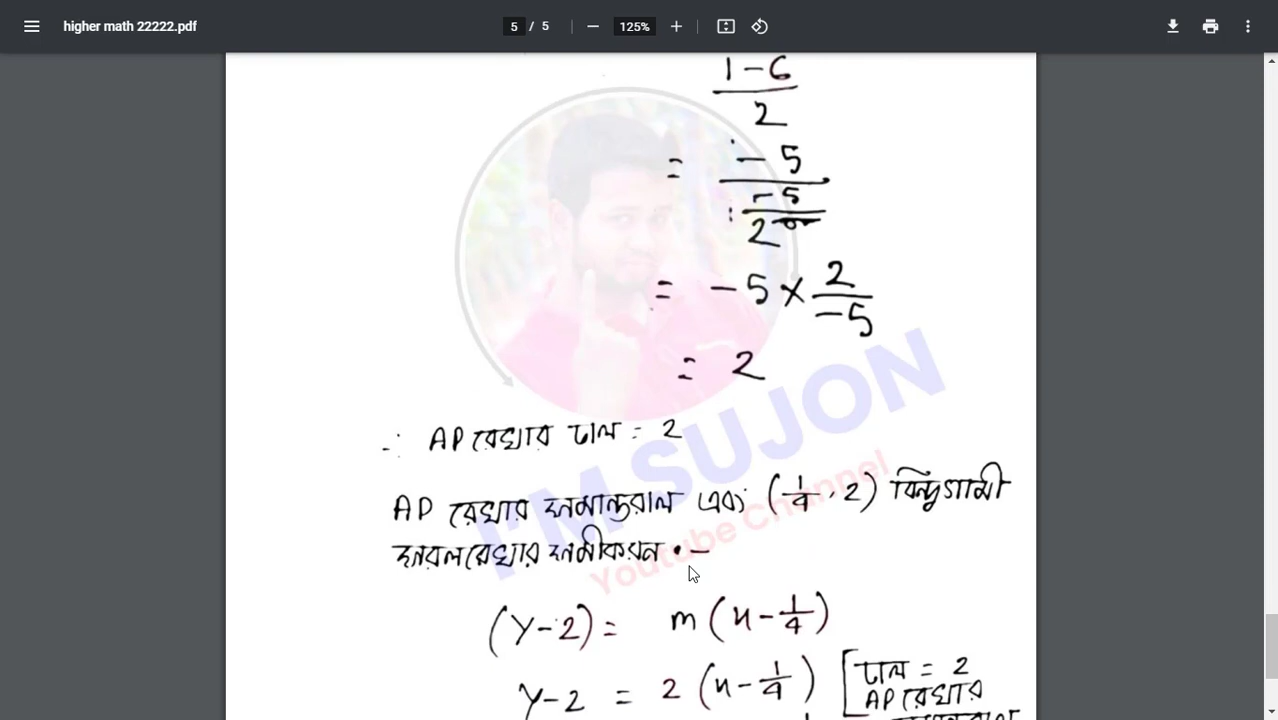 higher math 22222.pdf
5 / 5
125%
1-6
2
= -5
-5
2
= -5 × 2/-5
= 2
∴ AP রেখার ঢাল = 2
AP রেখার সমান্তরাল এবং (1/4, 2) বিন্দুগামী
সরলরেখার সমীকরন :-
(y-2) = m(x-1/4)
y-2 = 2(x-1/4) [ঢাল = 2
AP রেখার
I'M SUJON
Youtube Channel